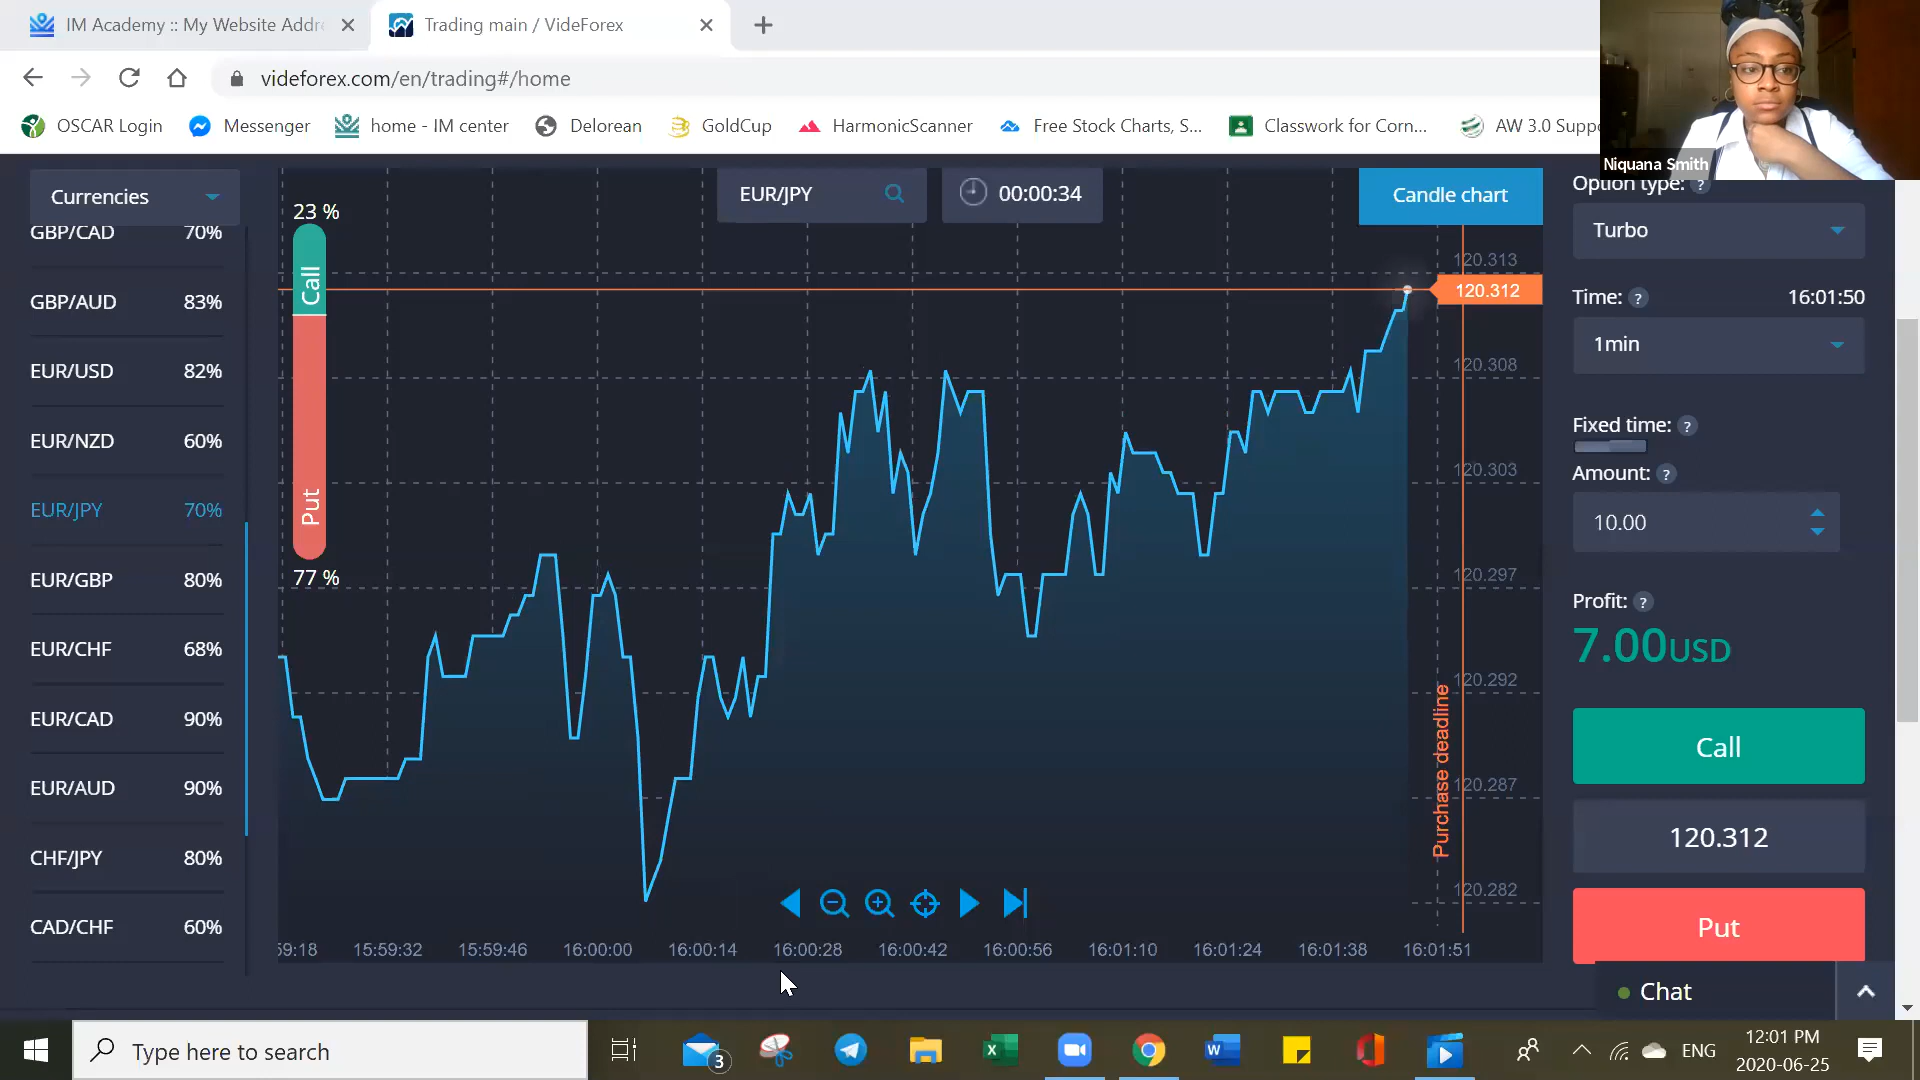 IM Academy :: My Website Addr
Trading main / VideForex
videforex.com/en/trading#/home
OSCAR Login
Messenger
home - IM center
Delorean
GoldCup
HarmonicScanner
Free Stock Charts, S...
Classwork for Corn...
AW 3.0 Suppo
Niquana Smith
Currencies
GBP/CAD 70%
GBP/AUD 83%
EUR/USD 82%
EUR/NZD 60%
EUR/JPY 70%
EUR/GBP 80%
EUR/CHF 68%
EUR/CAD 90%
EUR/AUD 90%
CHF/JPY 80%
CAD/CHF 60%
23 %
Call
Put
77 %
EUR/JPY
00:00:34
Candle chart
120.313
120.312
120.308
120.303
120.297
120.292
120.287
120.282
Purchase deadline
59:18 15:59:32 15:59:46 16:00:00 16:00:14 16:00:28 16:00:42 16:00:56 16:01:10 16:01:24 16:01:38 16:01:51
Option type: ?
Turbo
Time: ? 16:01:50
1min
Fixed time: ?
Amount: ?
10.00
Profit: ?
7.00USD
Call
120.312
Put
Chat
Type here to search
3
ENG
12:01 PM
2020-06-25